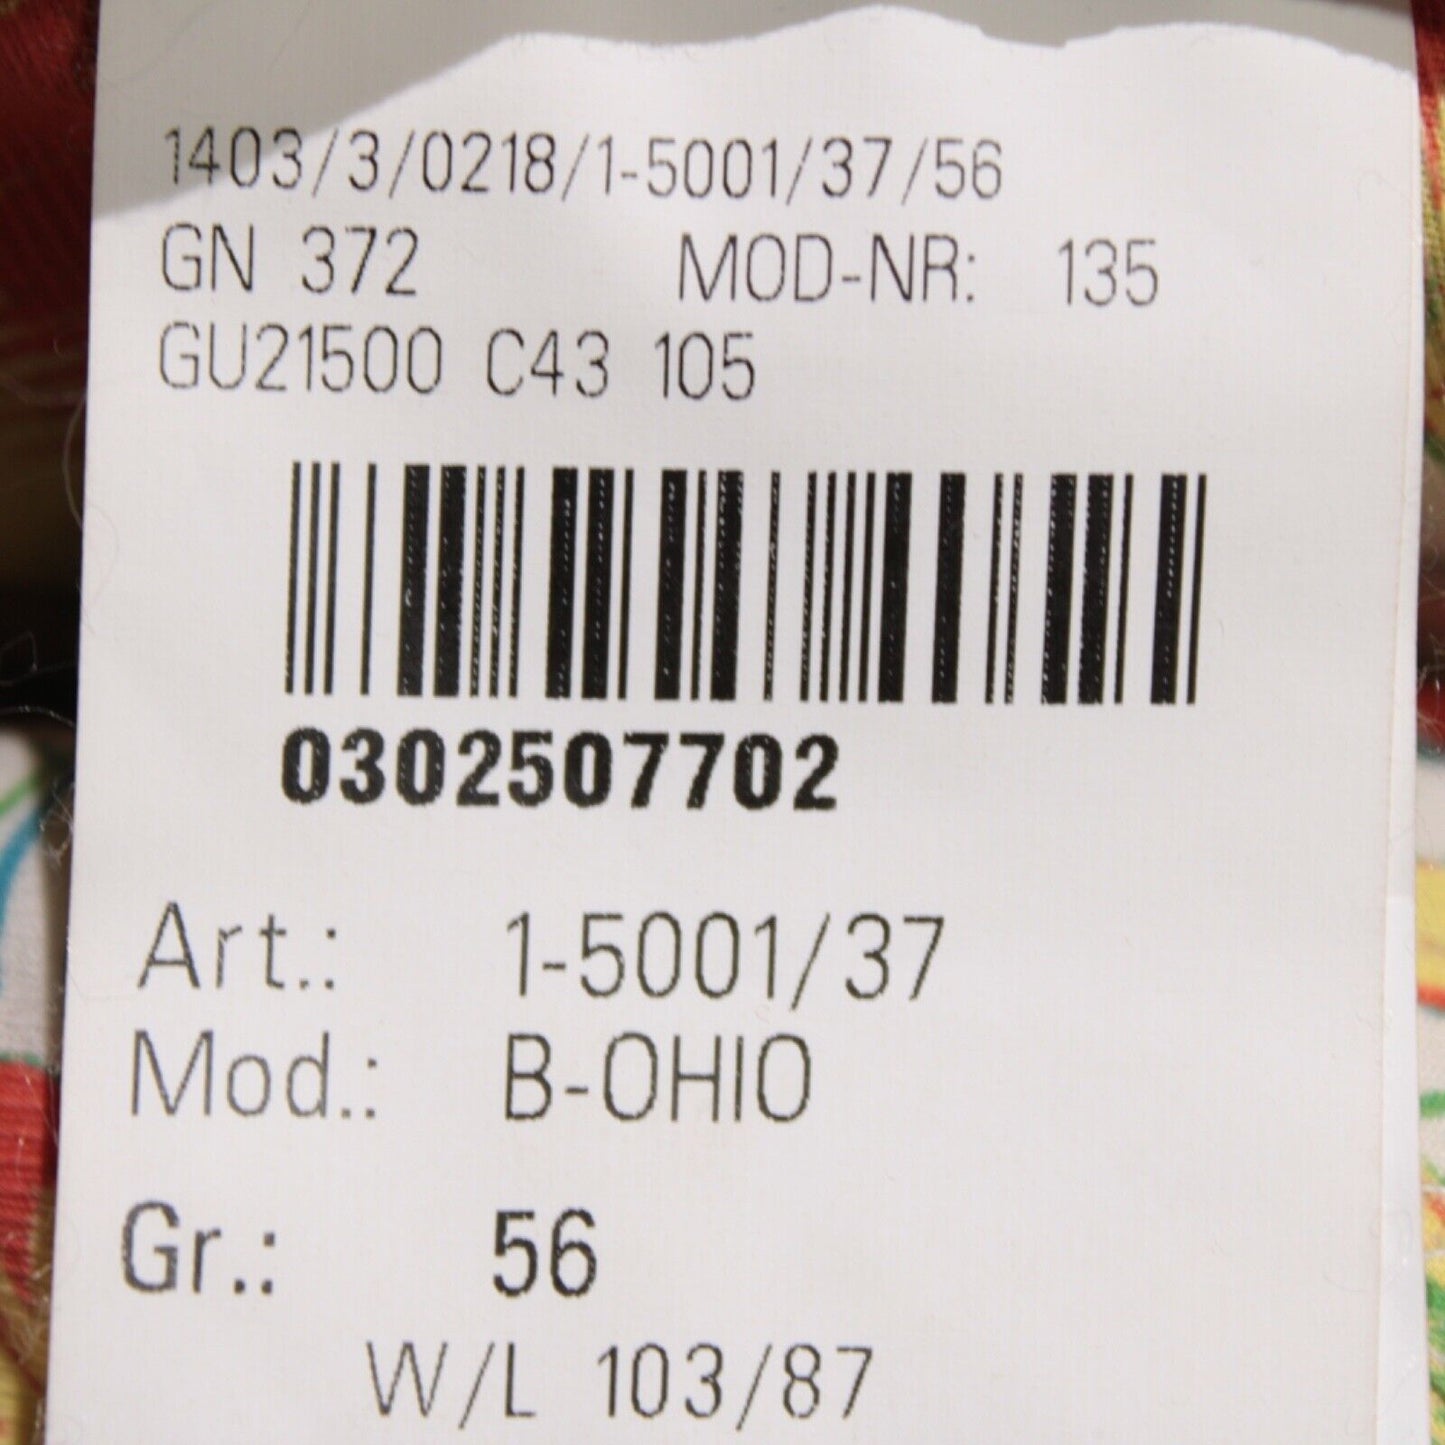 1403/3/0218/1-5001/37/56
GN 372 MOD-NR: 135
GU21500 C43 105
0302507702
Art.: 1-5001/37
Mod.: B-OHIO
Gr.: 56
W/L 103/87